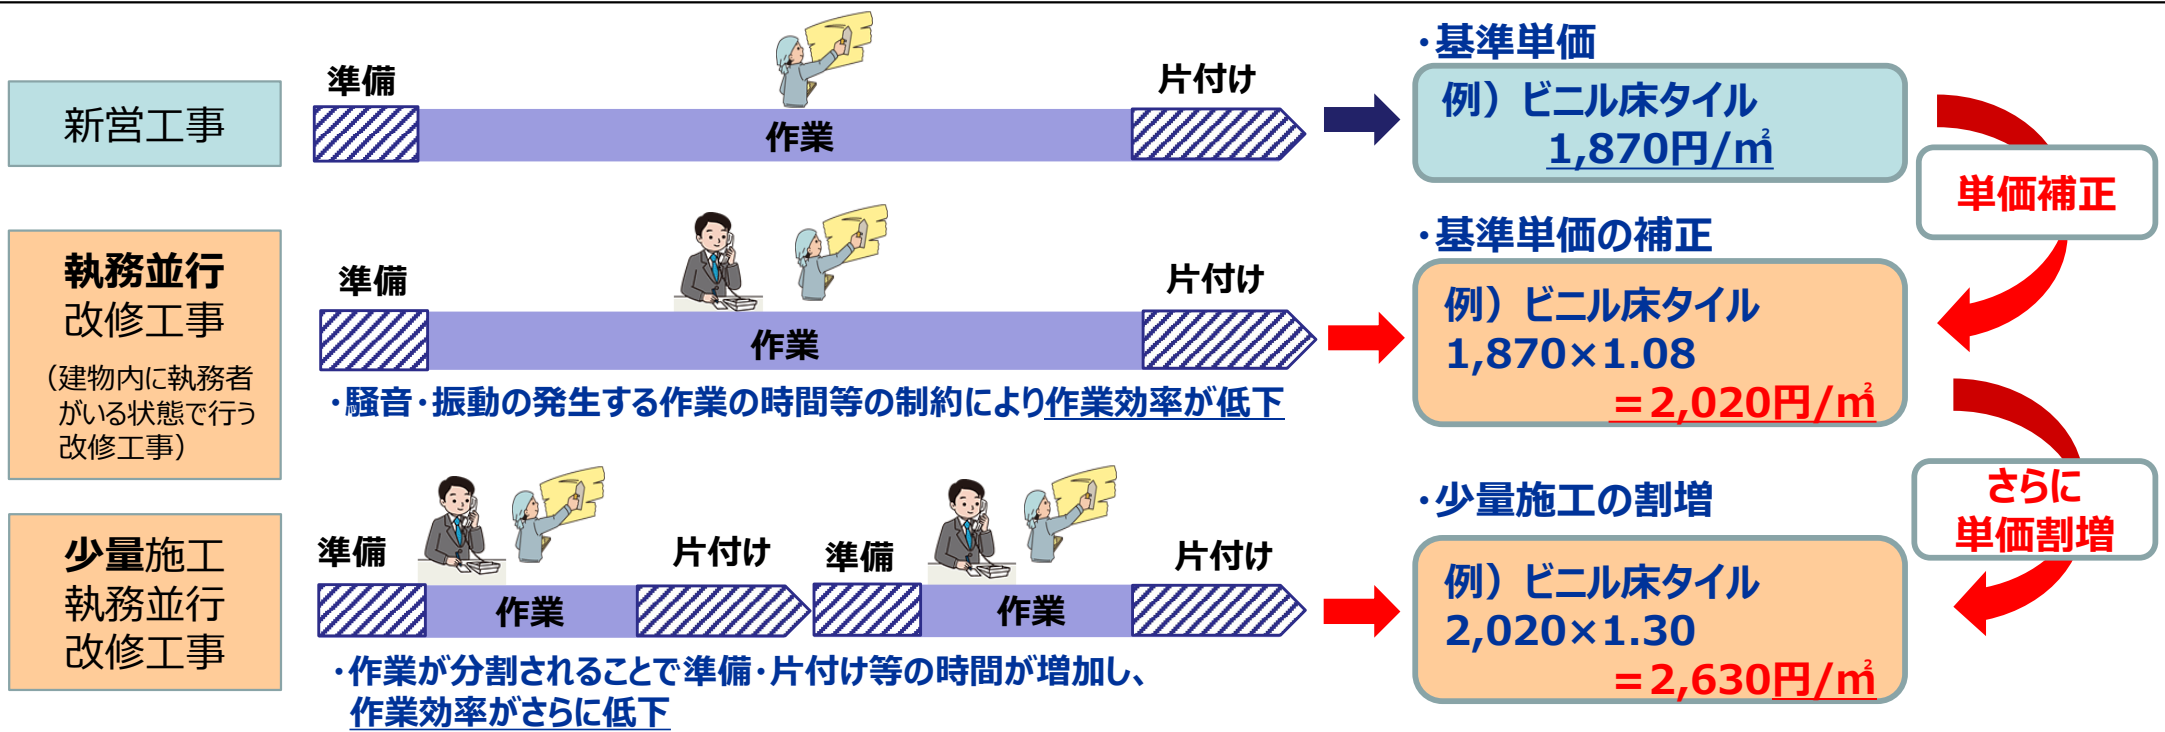 新営工事
準備
作業
片付け
・基準単価
例）ビニル床タイル
1,870円/㎡
単価補正
執務並行
改修工事
（建物内に執務者
がいる状態で行う
改修工事）
準備
作業
片付け
・騒音・振動の発生する作業の時間等の制約により作業効率が低下
・基準単価の補正
例）ビニル床タイル
1,870×1.08
＝2,020円/㎡
さらに
単価割増
少量施工
執務並行
改修工事
準備
作業
片付け
準備
作業
片付け
・作業が分割されることで準備・片付け等の時間が増加し、
作業効率がさらに低下
・少量施工の割増
例）ビニル床タイル
2,020×1.30
＝2,630円/㎡